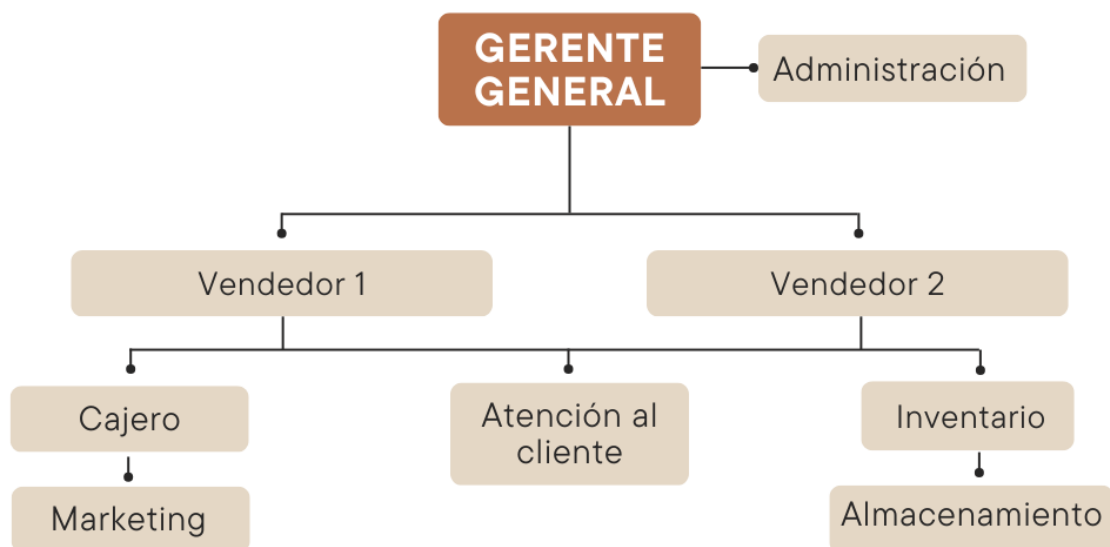 GERENTE
GENERAL
Administración
Vendedor 1
Vendedor 2
Cajero
Atención al
cliente
Inventario
Marketing
Almacenamiento